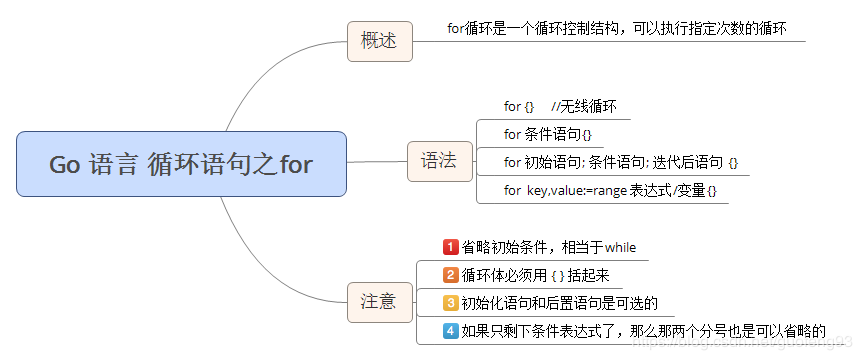 概述
for循环是一个循环控制结构，可以执行指定次数的循环
Go 语言 循环语句之for
语法
for {} //无线循环
for 条件语句{}
for 初始语句; 条件语句; 迭代后语句 {}
for key,value:=range 表达式/变量{}
注意
1 省略初始条件，相当于while
2 循环体必须用 { } 括起来
3 初始化语句和后置语句是可选的
4 如果只剩下条件表达式了，那么那两个分号也是可以省略的